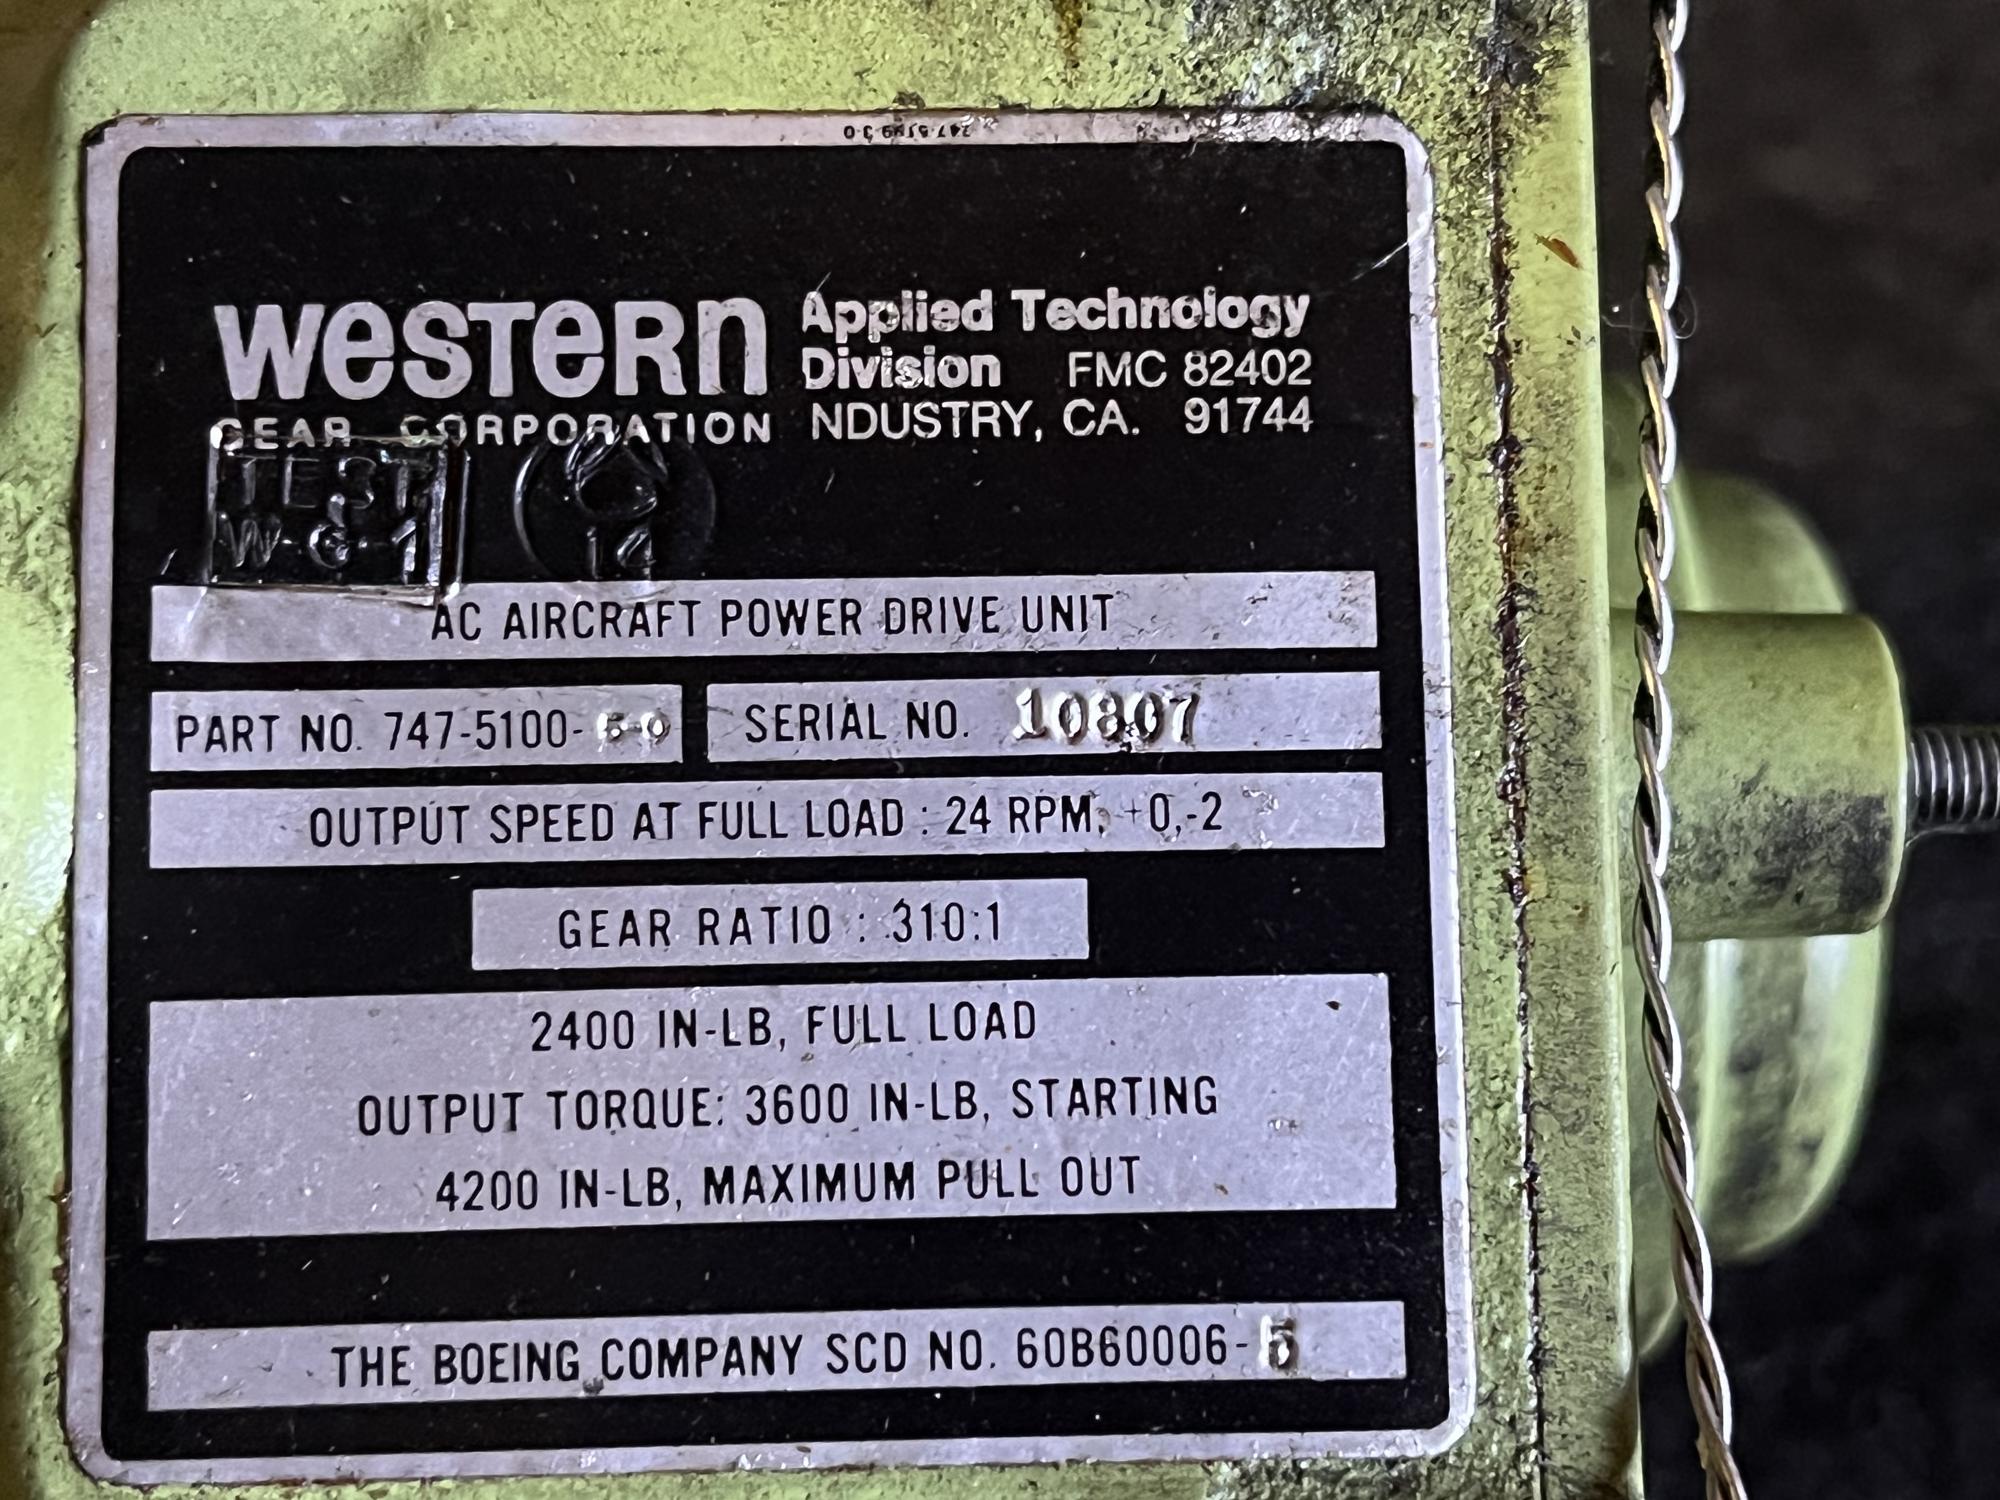 WESTERN Applied Technology
Division FMC 82402
GEAR CORPORATION NDUSTRY, CA. 91744
TEST
W-G-1
14
AC AIRCRAFT POWER DRIVE UNIT
PART NO. 747-5100-50 SERIAL NO. 10807
OUTPUT SPEED AT FULL LOAD : 24 RPM, +0,-2
GEAR RATIO : 310:1
2400 IN-LB, FULL LOAD
OUTPUT TORQUE: 3600 IN-LB, STARTING
4200 IN-LB, MAXIMUM PULL OUT
THE BOEING COMPANY SCD NO. 60B60006-5